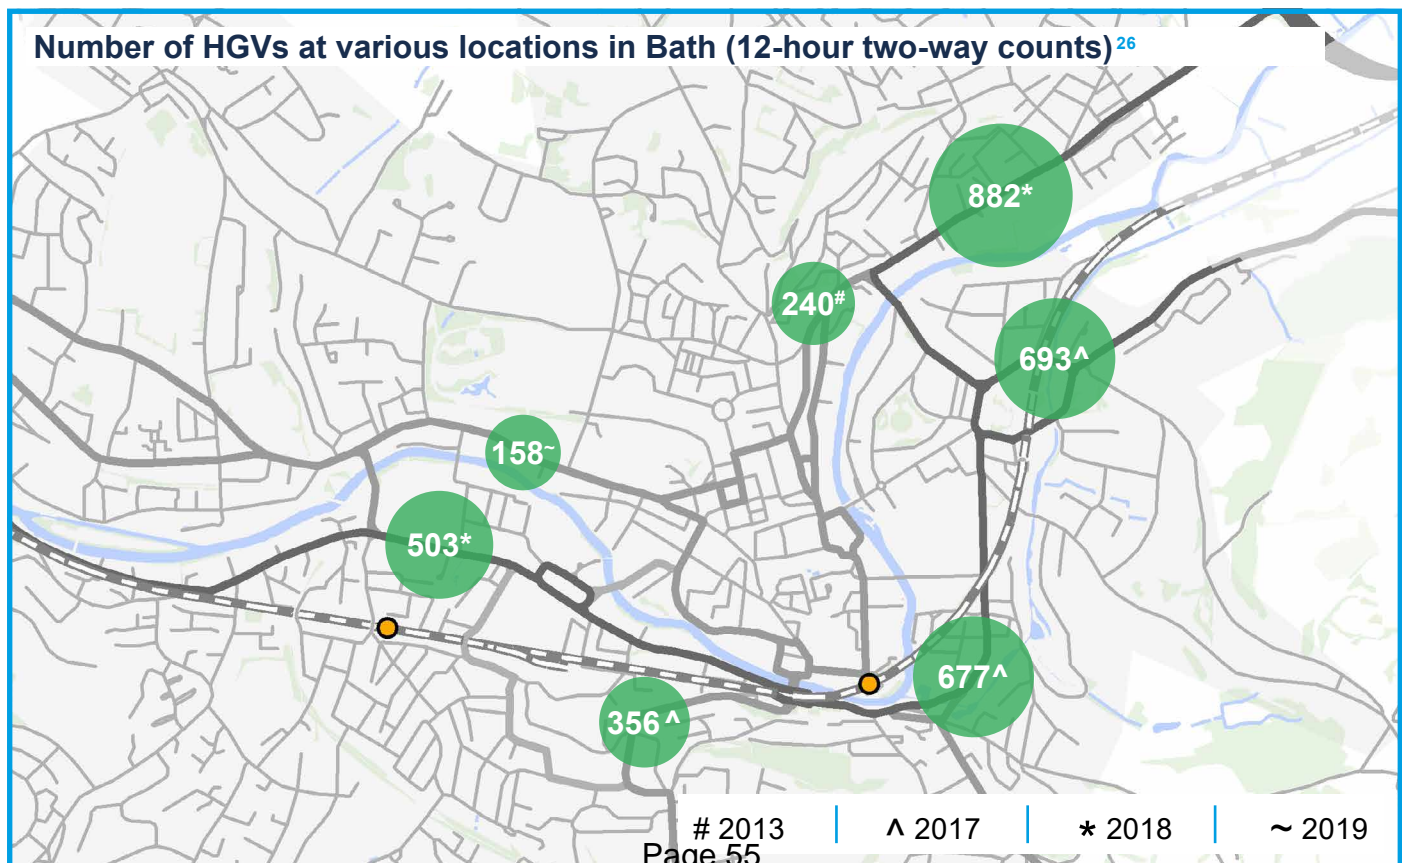 Number of HGVs at various locations in Bath (12-hour two-way counts) 26
882*
240#
693^
158~
503*
677^
356^
# 2013 | ^ 2017 | * 2018 | ~ 2019
Page 55